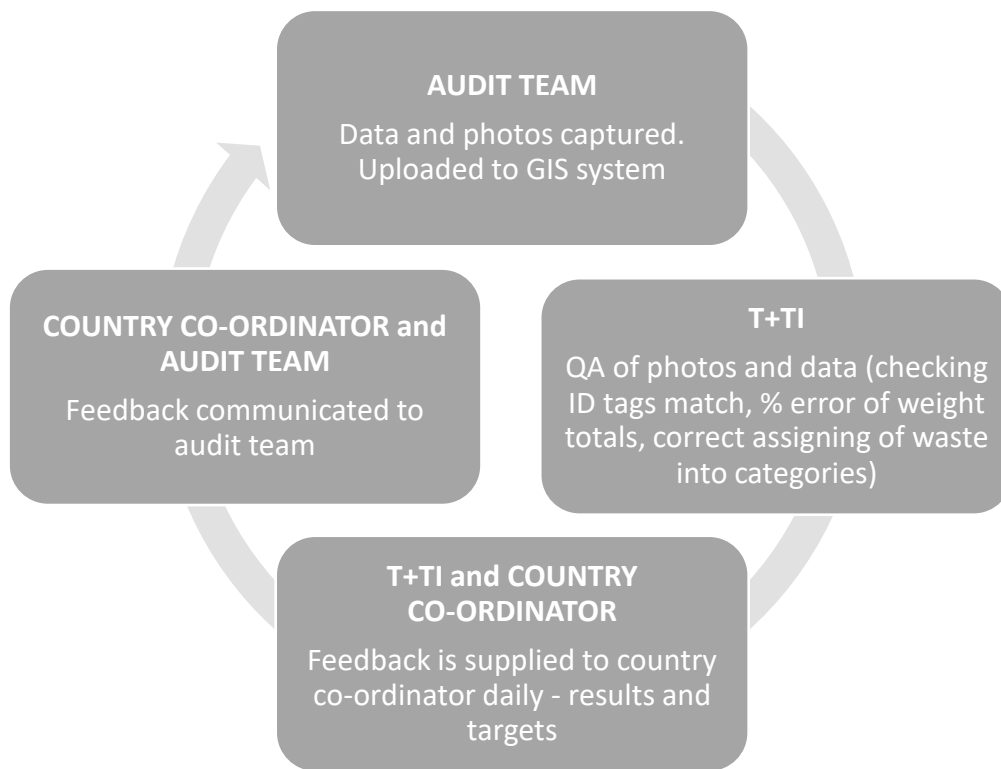 AUDIT TEAM
Data and photos captured.
Uploaded to GIS system
T+TI
QA of photos and data (checking
ID tags match, % error of weight
totals, correct assigning of waste
into categories)
T+TI and COUNTRY
CO-ORDINATOR
Feedback is supplied to country
co-ordinator daily - results and
targets
COUNTRY CO-ORDINATOR and
AUDIT TEAM
Feedback communicated to
audit team